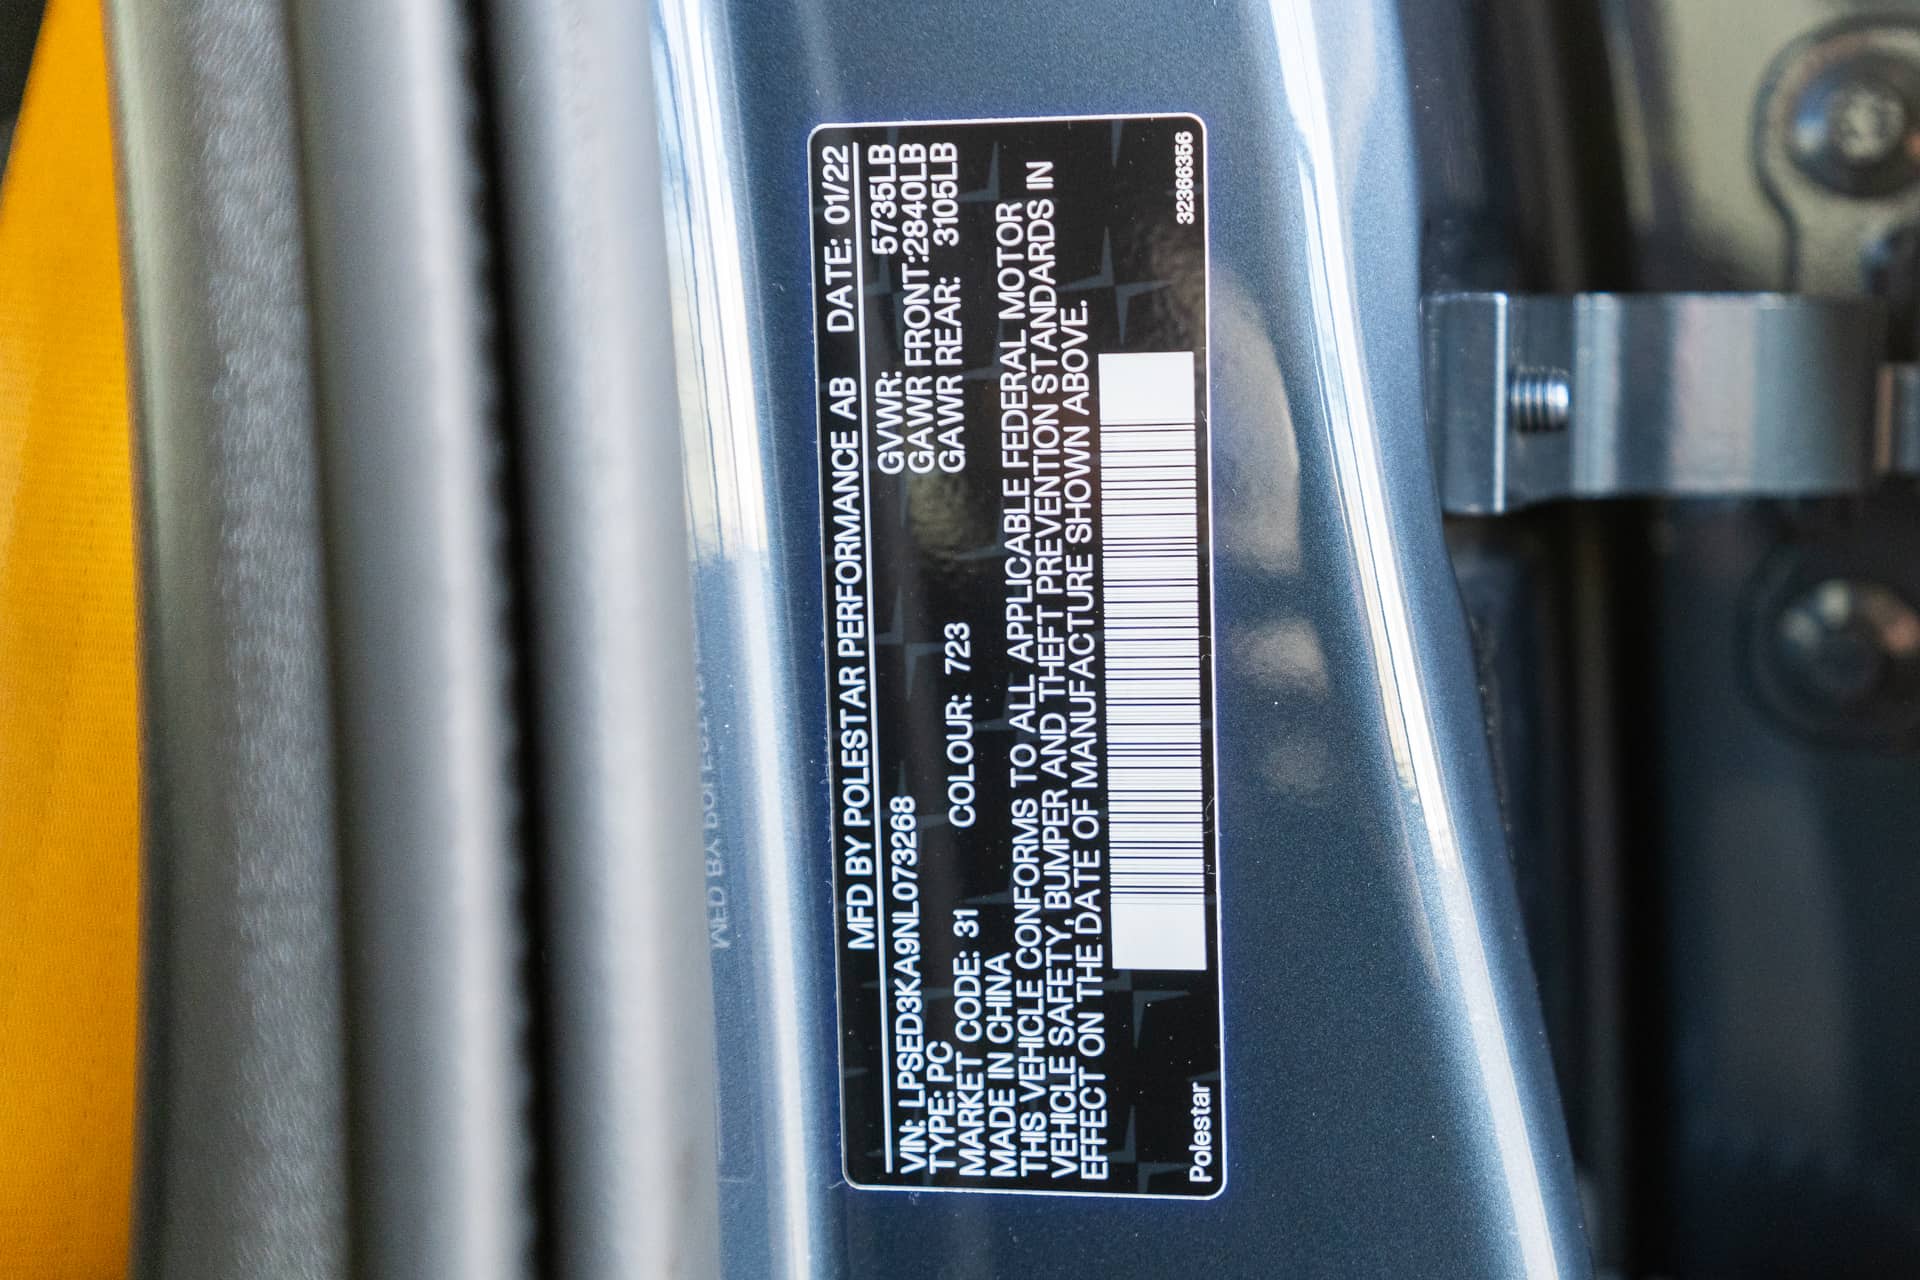 MFD BY POLESTAR PERFORMANCE AB DATE: 01/22
VIN: LPSED3KA9NL073268 GVWR: 5735LB
TYPE: PC GAWR FRONT:2840LB
MARKET CODE: 31 COLOUR: 723 GAWR REAR: 3105LB
MADE IN CHINA
THIS VEHICLE CONFORMS TO ALL APPLICABLE FEDERAL MOTOR
VEHICLE SAFETY, BUMPER AND THEFT PREVENTION STANDARDS IN
EFFECT ON THE DATE OF MANUFACTURE SHOWN ABOVE.
Polestar 32366356